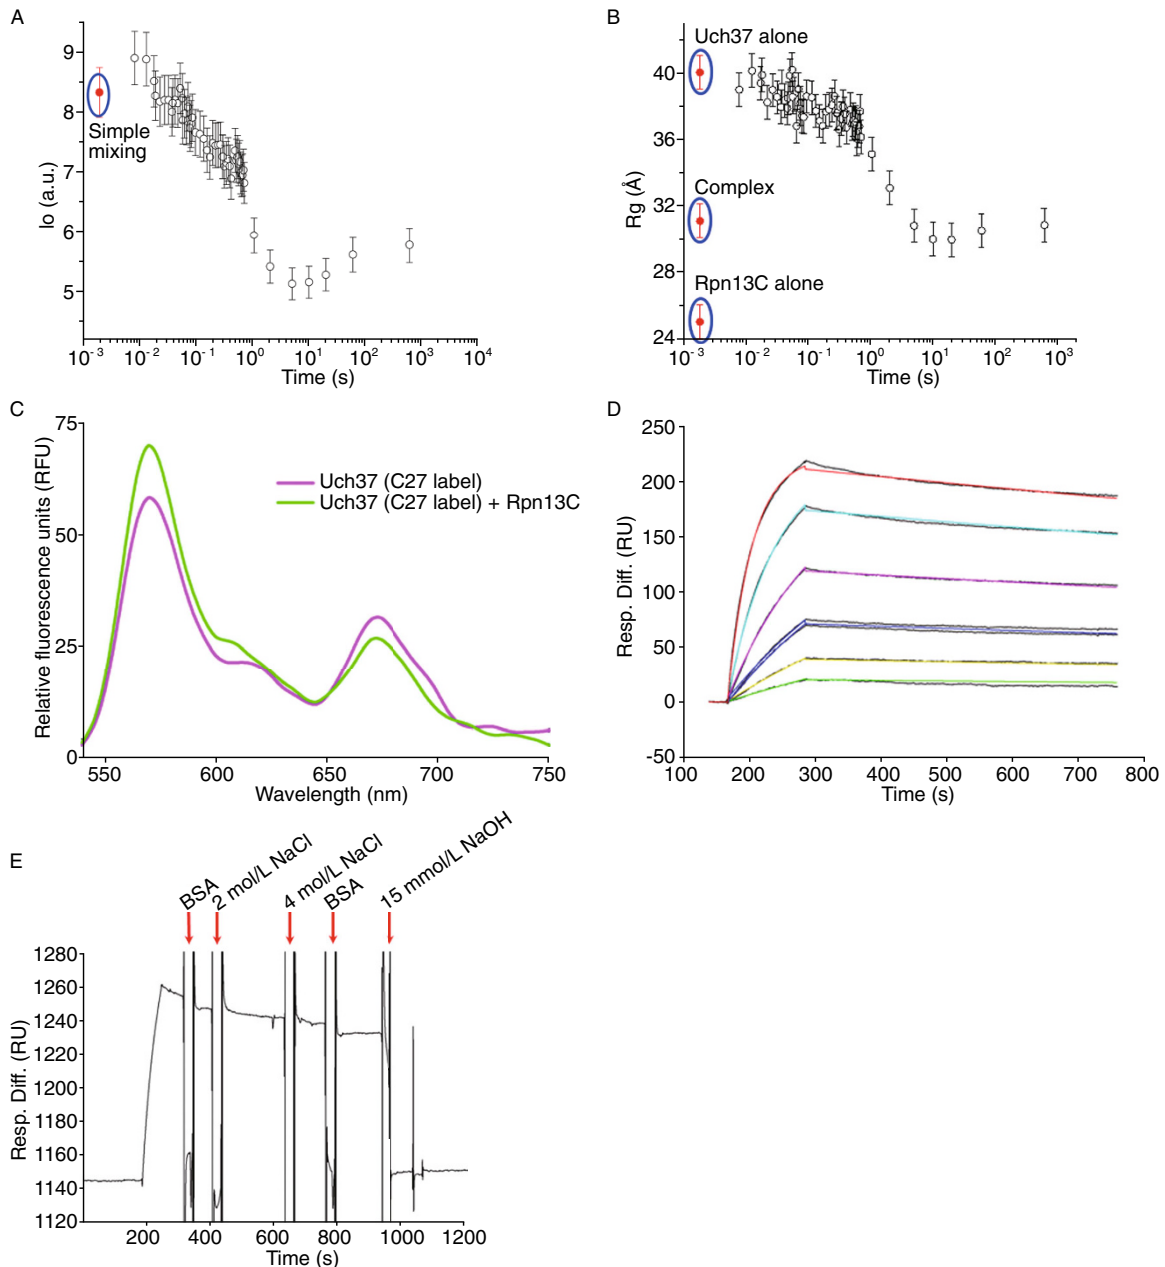 A
9
8
7
6
5
Io (a.u.)
Simple
mixing
10⁻³ 10⁻² 10⁻¹ 10⁰ 10¹ 10² 10³ 10⁴
Time (s)
B
40
36
32
28
24
Rg (Å)
Uch37 alone
Complex
Rpn13C alone
10⁻³ 10⁻² 10⁻¹ 10⁰ 10¹ 10² 10³
Time (s)
C
75
50
25
0
Relative fluorescence units (RFU)
Uch37 (C27 label)
Uch37 (C27 label) + Rpn13C
550 600 650 700 750
Wavelength (nm)
D
250
200
150
100
50
0
-50
Resp. Diff. (RU)
100 200 300 400 500 600 700 800
Time (s)
E
BSA
2 mol/L NaCl
4 mol/L NaCl
BSA
15 mmol/L NaOH
1280
1260
1240
1220
1200
1180
1160
1140
1120
Resp. Diff. (RU)
200 400 600 800 1000 1200
Time (s)